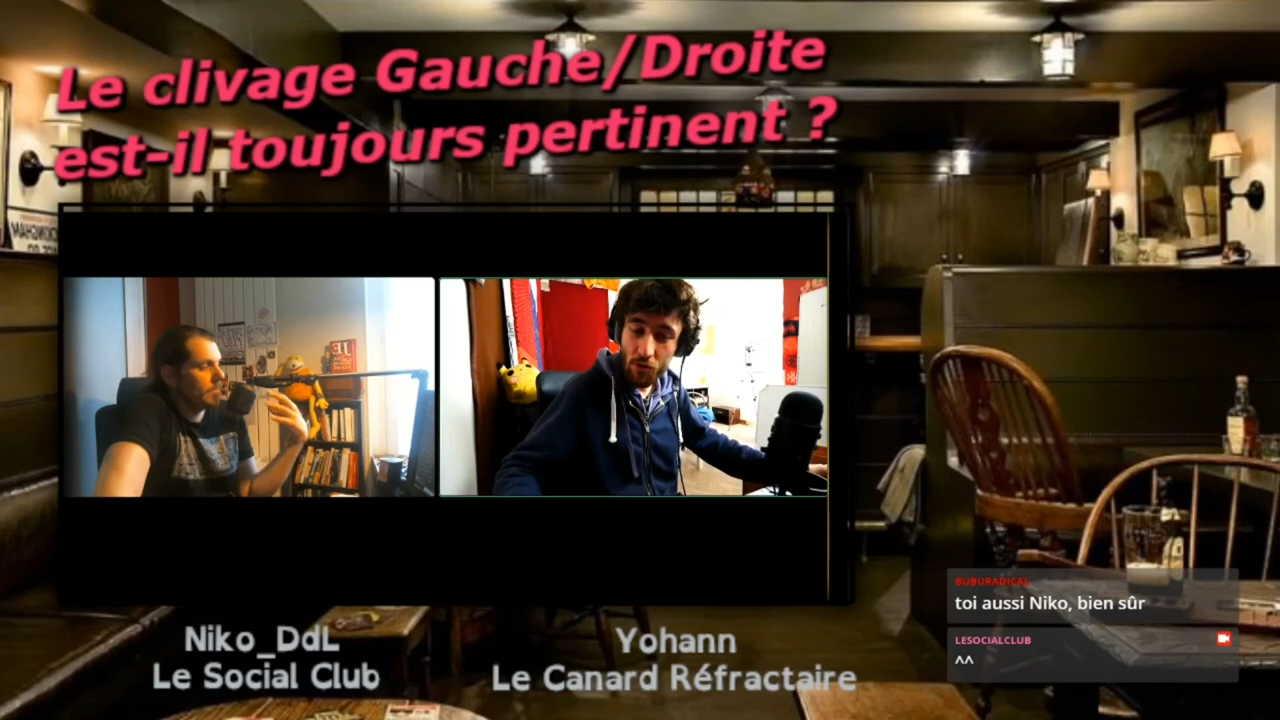 Le clivage Gauche/Droite
est-il toujours pertinent ?
Niko_DdL
Le Social Club
Yohann
Le Canard Réfractaire
BUBURADICAL
toi aussi Niko, bien sûr
LESOCIALCLUB
^^